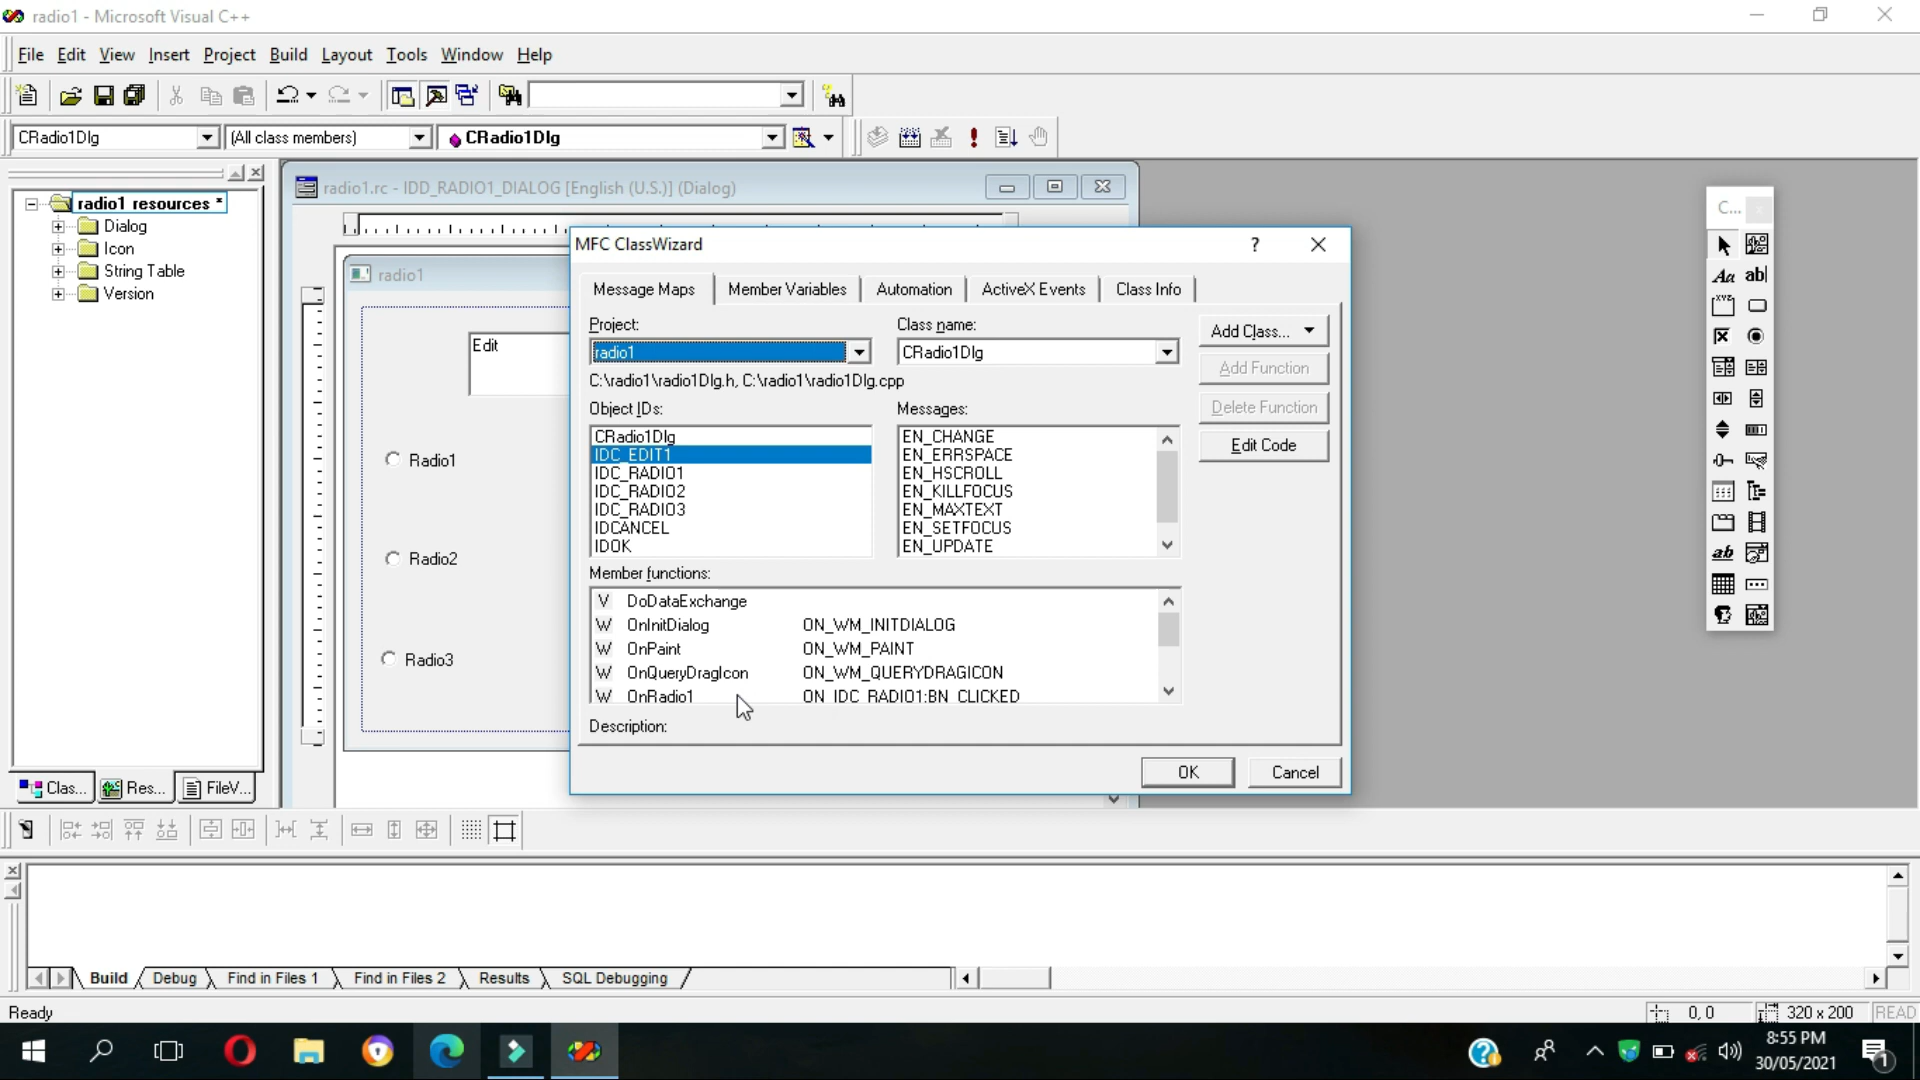 radio1 - Microsoft Visual C++
File Edit View Insert Project Build Layout Tools Window Help
CRadio1Dlg (All class members) CRadio1Dlg
radio1 resources *
Dialog
Icon
String Table
Version
Clas... Res... FileV...
radio1.rc - IDD_RADIO1_DIALOG [English (U.S.)] (Dialog)
radio1
Edit
Radio1
Radio2
Radio3
MFC ClassWizard ?
Message Maps Member Variables Automation ActiveX Events Class Info
Project: Class name:
radio1 CRadio1Dlg
C:\radio1\radio1Dlg.h, C:\radio1\radio1Dlg.cpp
Object IDs: Messages:
CRadio1Dlg EN_CHANGE
IDC_EDIT1 EN_ERRSPACE
IDC_RADIO1 EN_HSCROLL
IDC_RADIO2 EN_KILLFOCUS
IDC_RADIO3 EN_MAXTEXT
IDCANCEL EN_SETFOCUS
IDOK EN_UPDATE
Add Class...
Add Function
Delete Function
Edit Code
Member functions:
V DoDataExchange
W OnInitDialog ON_WM_INITDIALOG
W OnPaint ON_WM_PAINT
W OnQueryDragIcon ON_WM_QUERYDRAGICON
W OnRadio1 ON_IDC_RADIO1:BN_CLICKED
Description:
OK Cancel
C...
Aa ab|
ab
Build Debug Find in Files 1 Find in Files 2 Results SQL Debugging
Ready 0, 0 320 x 200 READ
8:55 PM
30/05/2021
1